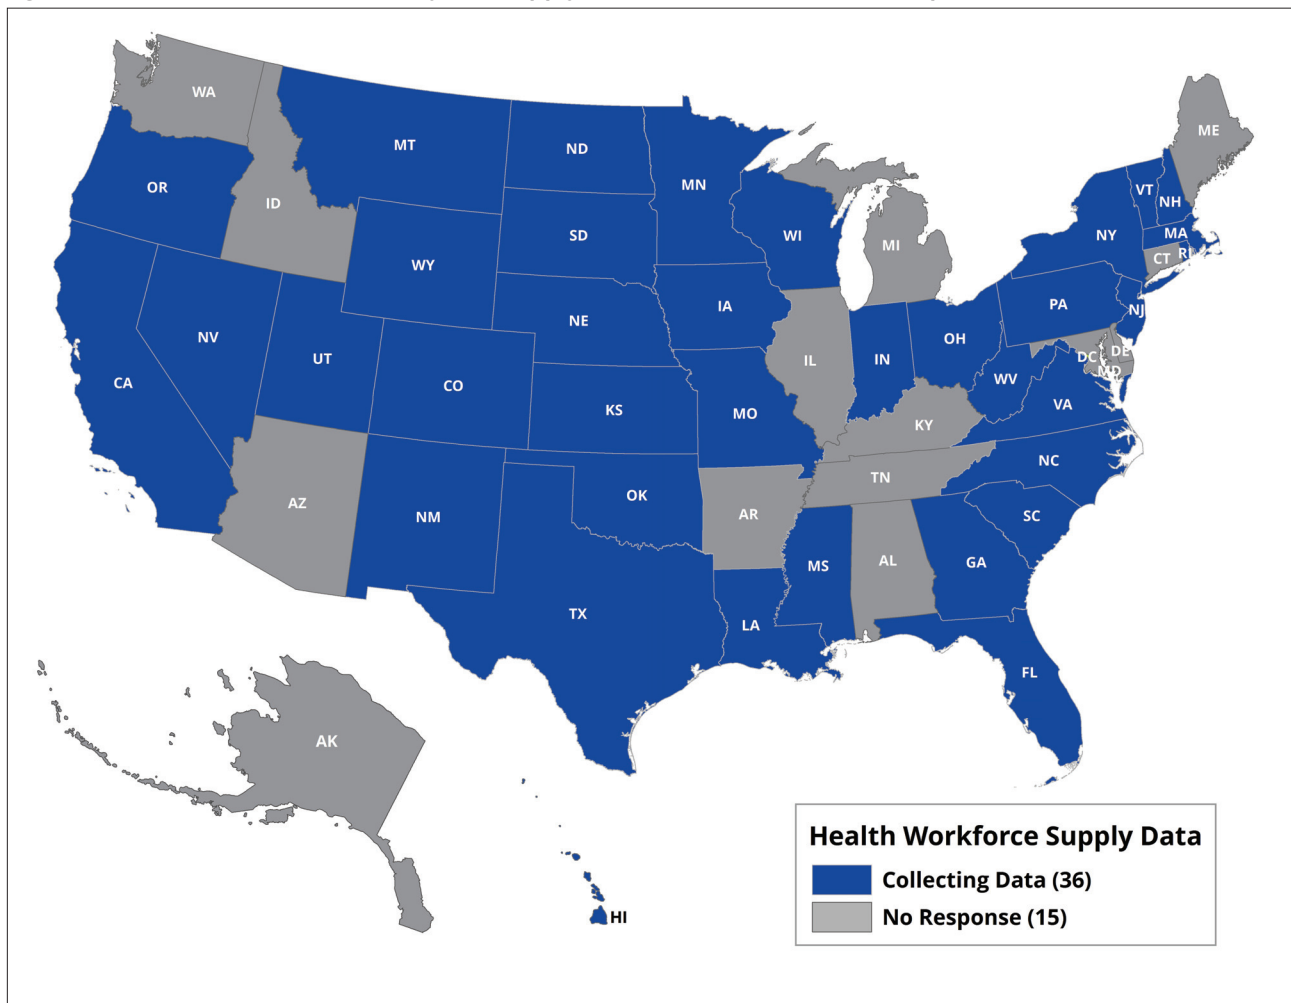 WA
ME
MT
ND
OR
MN
VT
ID
NH
SD
WI
NY
MA
MI
RI
CT
WY
IA
PA
NJ
NE
NV
OH
DE
UT
IL
IN
DC
MD
CA
CO
WV
KS
MO
VA
KY
NC
TN
OK
AZ
AR
NM
SC
MS
AL
GA
TX
LA
FL
AK
Health Workforce Supply Data
Collecting Data (36)
No Response (15)
HI